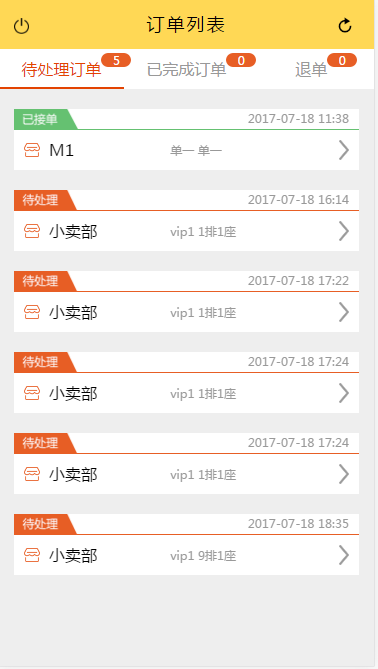 订单列表
待处理订单 5 已完成订单 0 退单 0
已接单 2017-07-18 11:38
M1 单一 单一
待处理 2017-07-18 16:14
小卖部 vip1 1排1座
待处理 2017-07-18 17:22
小卖部 vip1 1排1座
待处理 2017-07-18 17:24
小卖部 vip1 1排1座
待处理 2017-07-18 17:24
小卖部 vip1 1排1座
待处理 2017-07-18 18:35
小卖部 vip1 9排1座